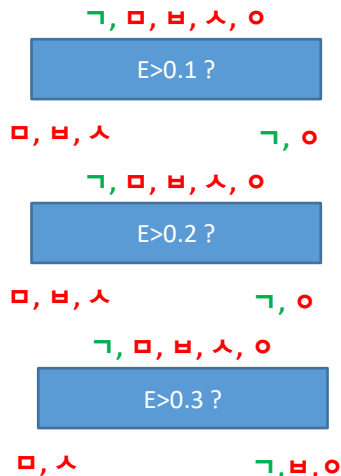 ㄱ, ㅁ, ㅂ, ㅅ, ㅇ
E>0.1 ?
ㅁ, ㅂ, ㅅ ㄱ, ㅇ
ㄱ, ㅁ, ㅂ, ㅅ, ㅇ
E>0.2 ?
ㅁ, ㅂ, ㅅ ㄱ, ㅇ
ㄱ, ㅁ, ㅂ, ㅅ, ㅇ
E>0.3 ?
ㅁ, ㅅ ㄱ,ㅂ,ㅇ